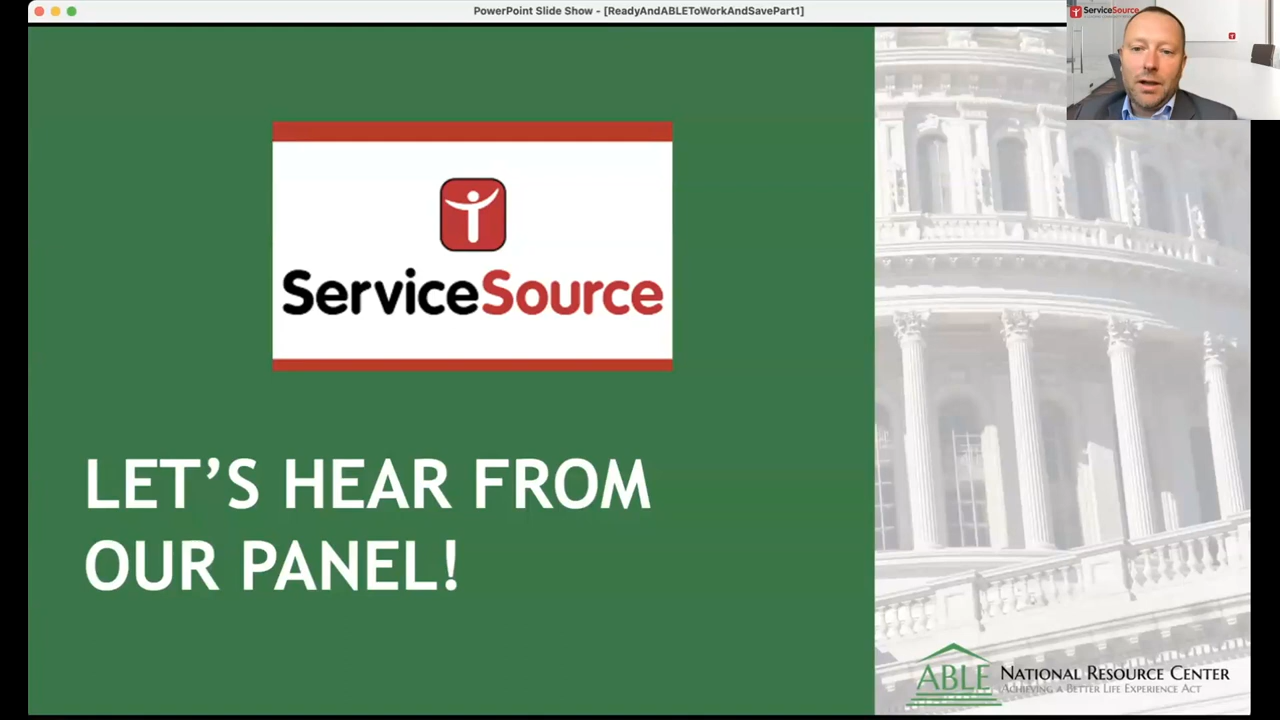 PowerPoint Slide Show - [ReadyAndABLEToWorkAndSavePart1]
ServiceSource
ServiceSource
LET'S HEAR FROM
OUR PANEL!
ABLE NATIONAL RESOURCE CENTER
ACHIEVING A BETTER LIFE EXPERIENCE ACT